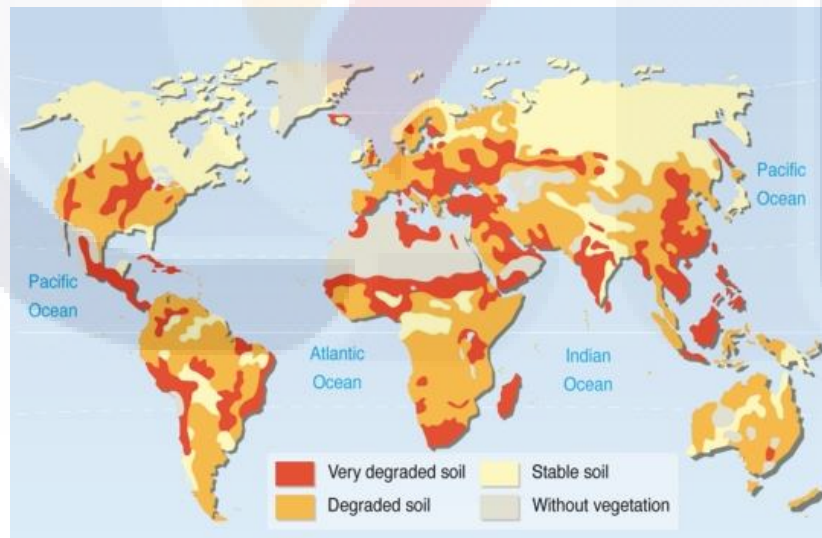 Pacific
Ocean
Pacific
Ocean
Atlantic
Ocean
Indian
Ocean
Very degraded soil
Stable soil
Degraded soil
Without vegetation